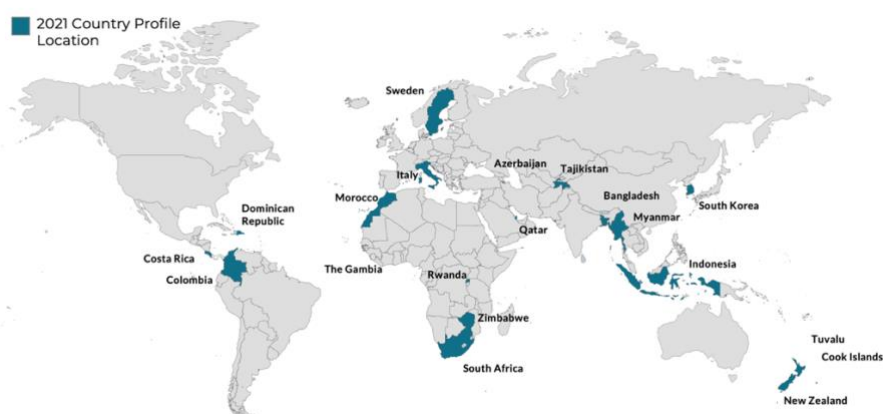 2021 Country Profile
Location
Sweden
Azerbaijan
Tajikistan
Italy
Morocco
Bangladesh
South Korea
Myanmar
Dominican
Republic
Qatar
Costa Rica
The Gambia
Indonesia
Rwanda
Colombia
Zimbabwe
Tuvalu
Cook Islands
South Africa
New Zealand